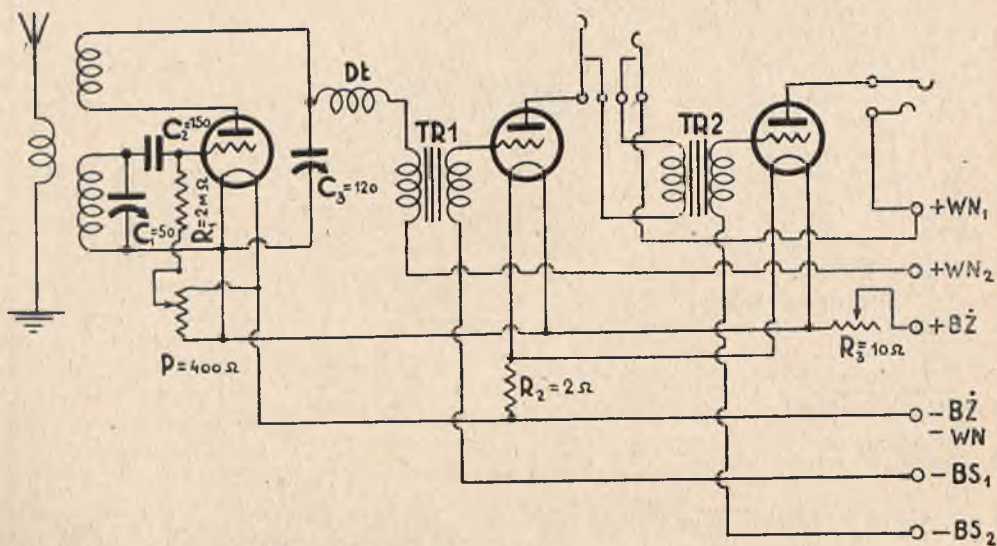 Dł
C₂=150
TR1
TR2
C₃=120
C₁=50
R₁=2MΩ
+WN₁
+WN₂
+BŻ
R₃=10Ω
P=400Ω
R₂=2Ω
-BŻ
-WN
-BS₁
-BS₂